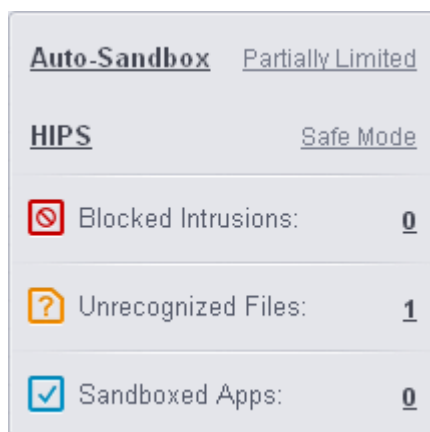 Auto-Sandbox Partially Limited
HIPS Safe Mode
Blocked Intrusions: 0
Unrecognized Files: 1
Sandboxed Apps: 0